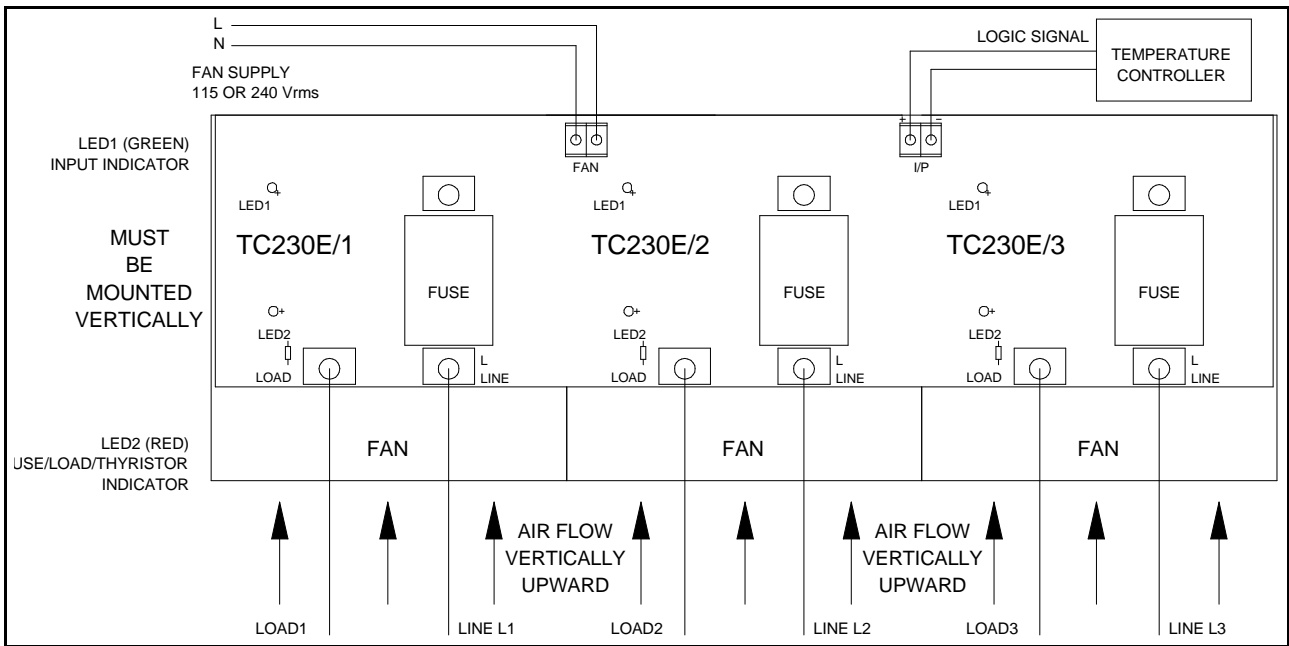 L
N
FAN SUPPLY
115 OR 240 Vrms
LOGIC SIGNAL
TEMPERATURE
CONTROLLER
LED1 (GREEN)
INPUT INDICATOR
+ -
FAN
I/P
LED1
LED1
LED1
TC230E/1
TC230E/2
TC230E/3
MUST
BE
MOUNTED
VERTICALLY
FUSE
FUSE
FUSE
+
LED2
LOAD
L
LINE
+
LED2
LOAD
L
LINE
+
LED2
LOAD
L
LINE
LED2 (RED)
USE/LOAD/THYRISTOR
INDICATOR
FAN
FAN
FAN
AIR FLOW
VERTICALLY
UPWARD
AIR FLOW
VERTICALLY
UPWARD
LOAD1
LINE L1
LOAD2
LINE L2
LOAD3
LINE L3